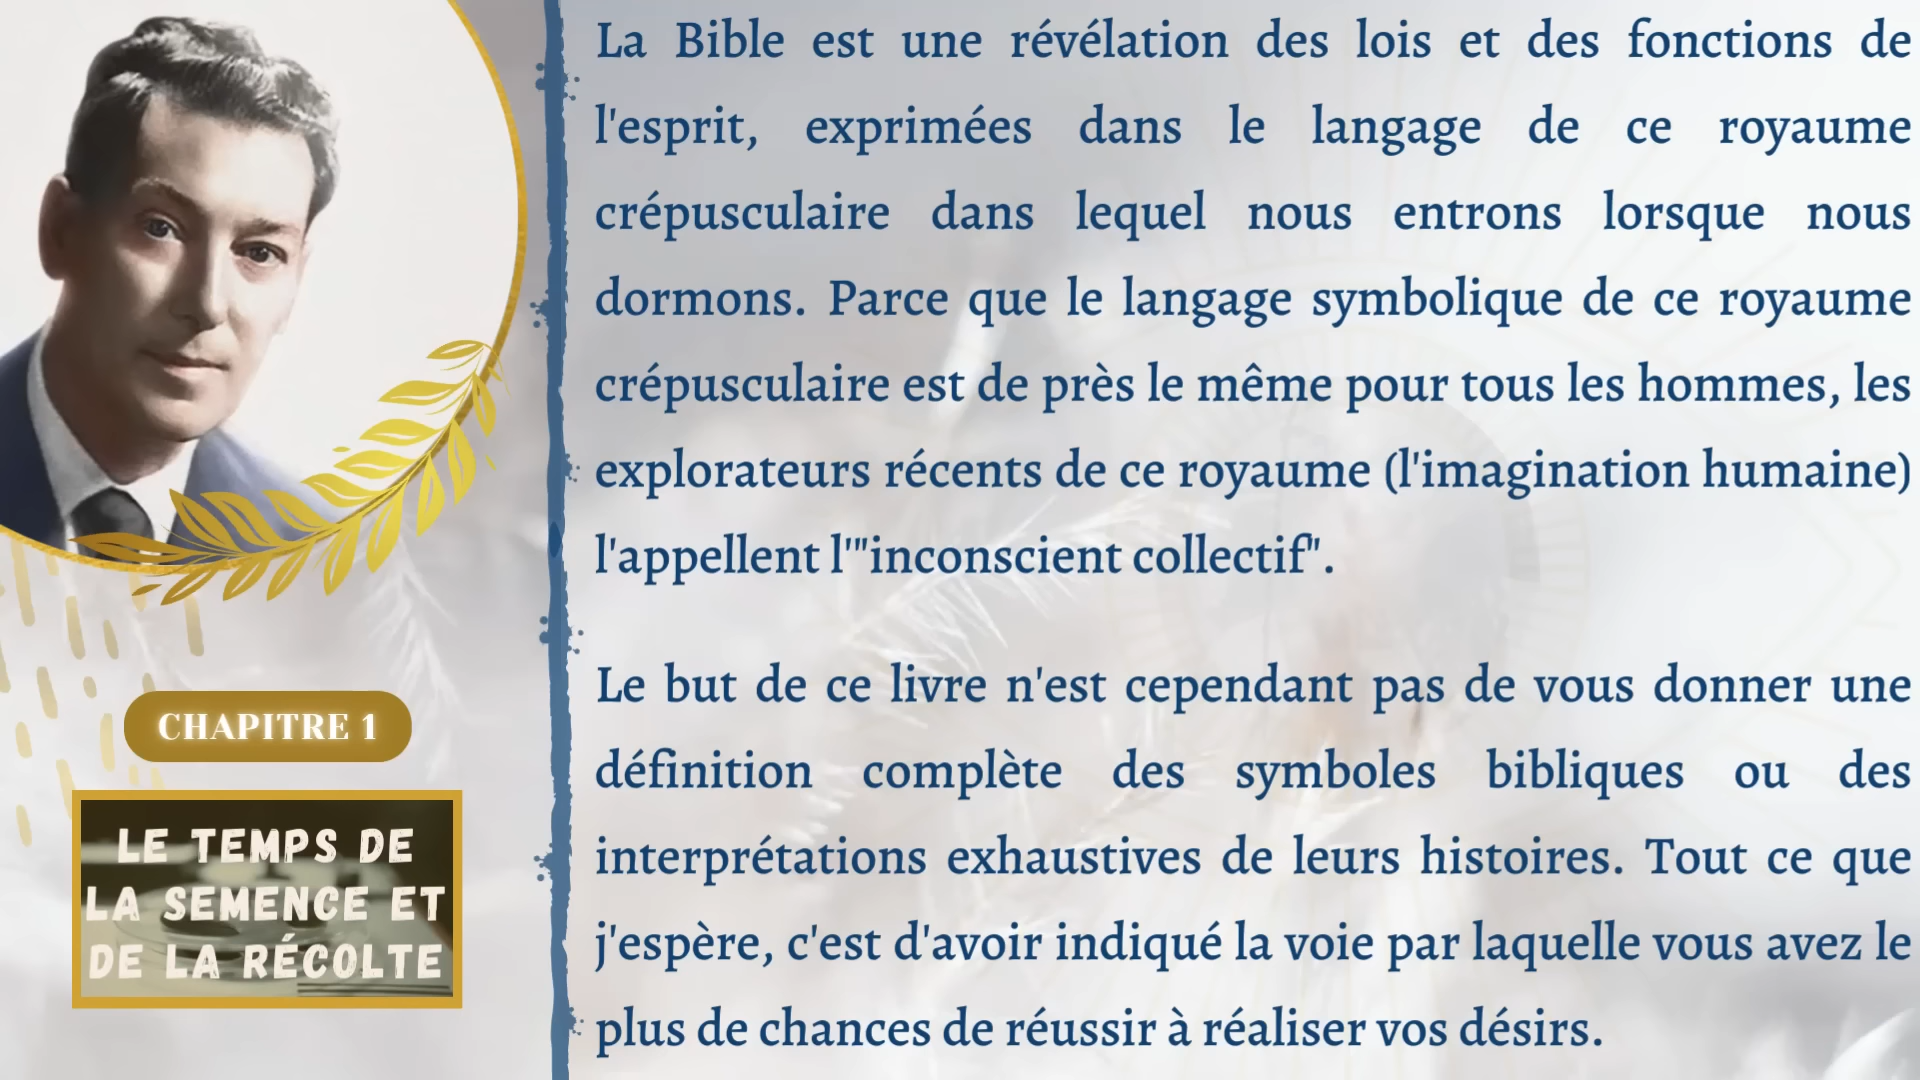 La Bible est une révélation des lois et des fonctions de
l'esprit, exprimées dans le langage de ce royaume
crépusculaire dans lequel nous entrons lorsque nous
dormons. Parce que le langage symbolique de ce royaume
crépusculaire est de près le même pour tous les hommes, les
explorateurs récents de ce royaume (l'imagination humaine)
l'appellent l'"inconscient collectif".
Le but de ce livre n'est cependant pas de vous donner une
définition complète des symboles bibliques ou des
interprétations exhaustives de leurs histoires. Tout ce que
j'espère, c'est d'avoir indiqué la voie par laquelle vous avez le
plus de chances de réussir à réaliser vos désirs.
CHAPITRE 1
LE TEMPS DE
LA SEMENCE ET
DE LA RÉCOLTE